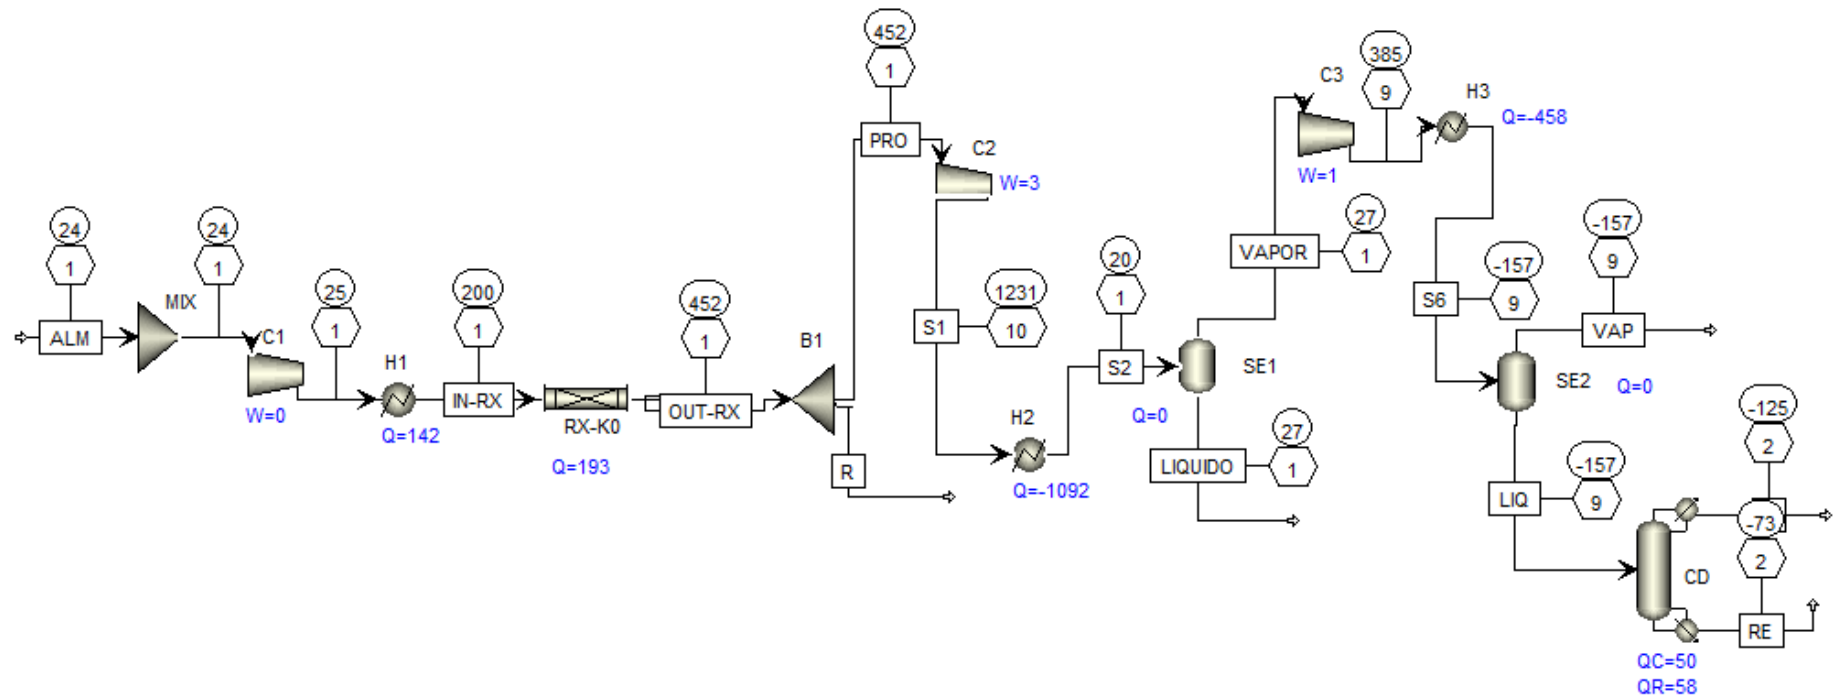 452
1
PRO
C2
W=3
385
9
C3
H3
Q=-458
W=1
24
1
ALM
MIX
24
1
C1
W=0
25
1
H1
Q=142
200
1
IN-RX
RX-K0
Q=193
452
1
OUT-RX
B1
R
S1
1231
10
H2
Q=-1092
20
1
S2
SE1
Q=0
VAPOR
27
1
LIQUIDO
27
1
S6
-157
9
-157
9
VAP
SE2
Q=0
LIQ
-157
9
-125
2
-73
2
CD
RE
QC=50
QR=58